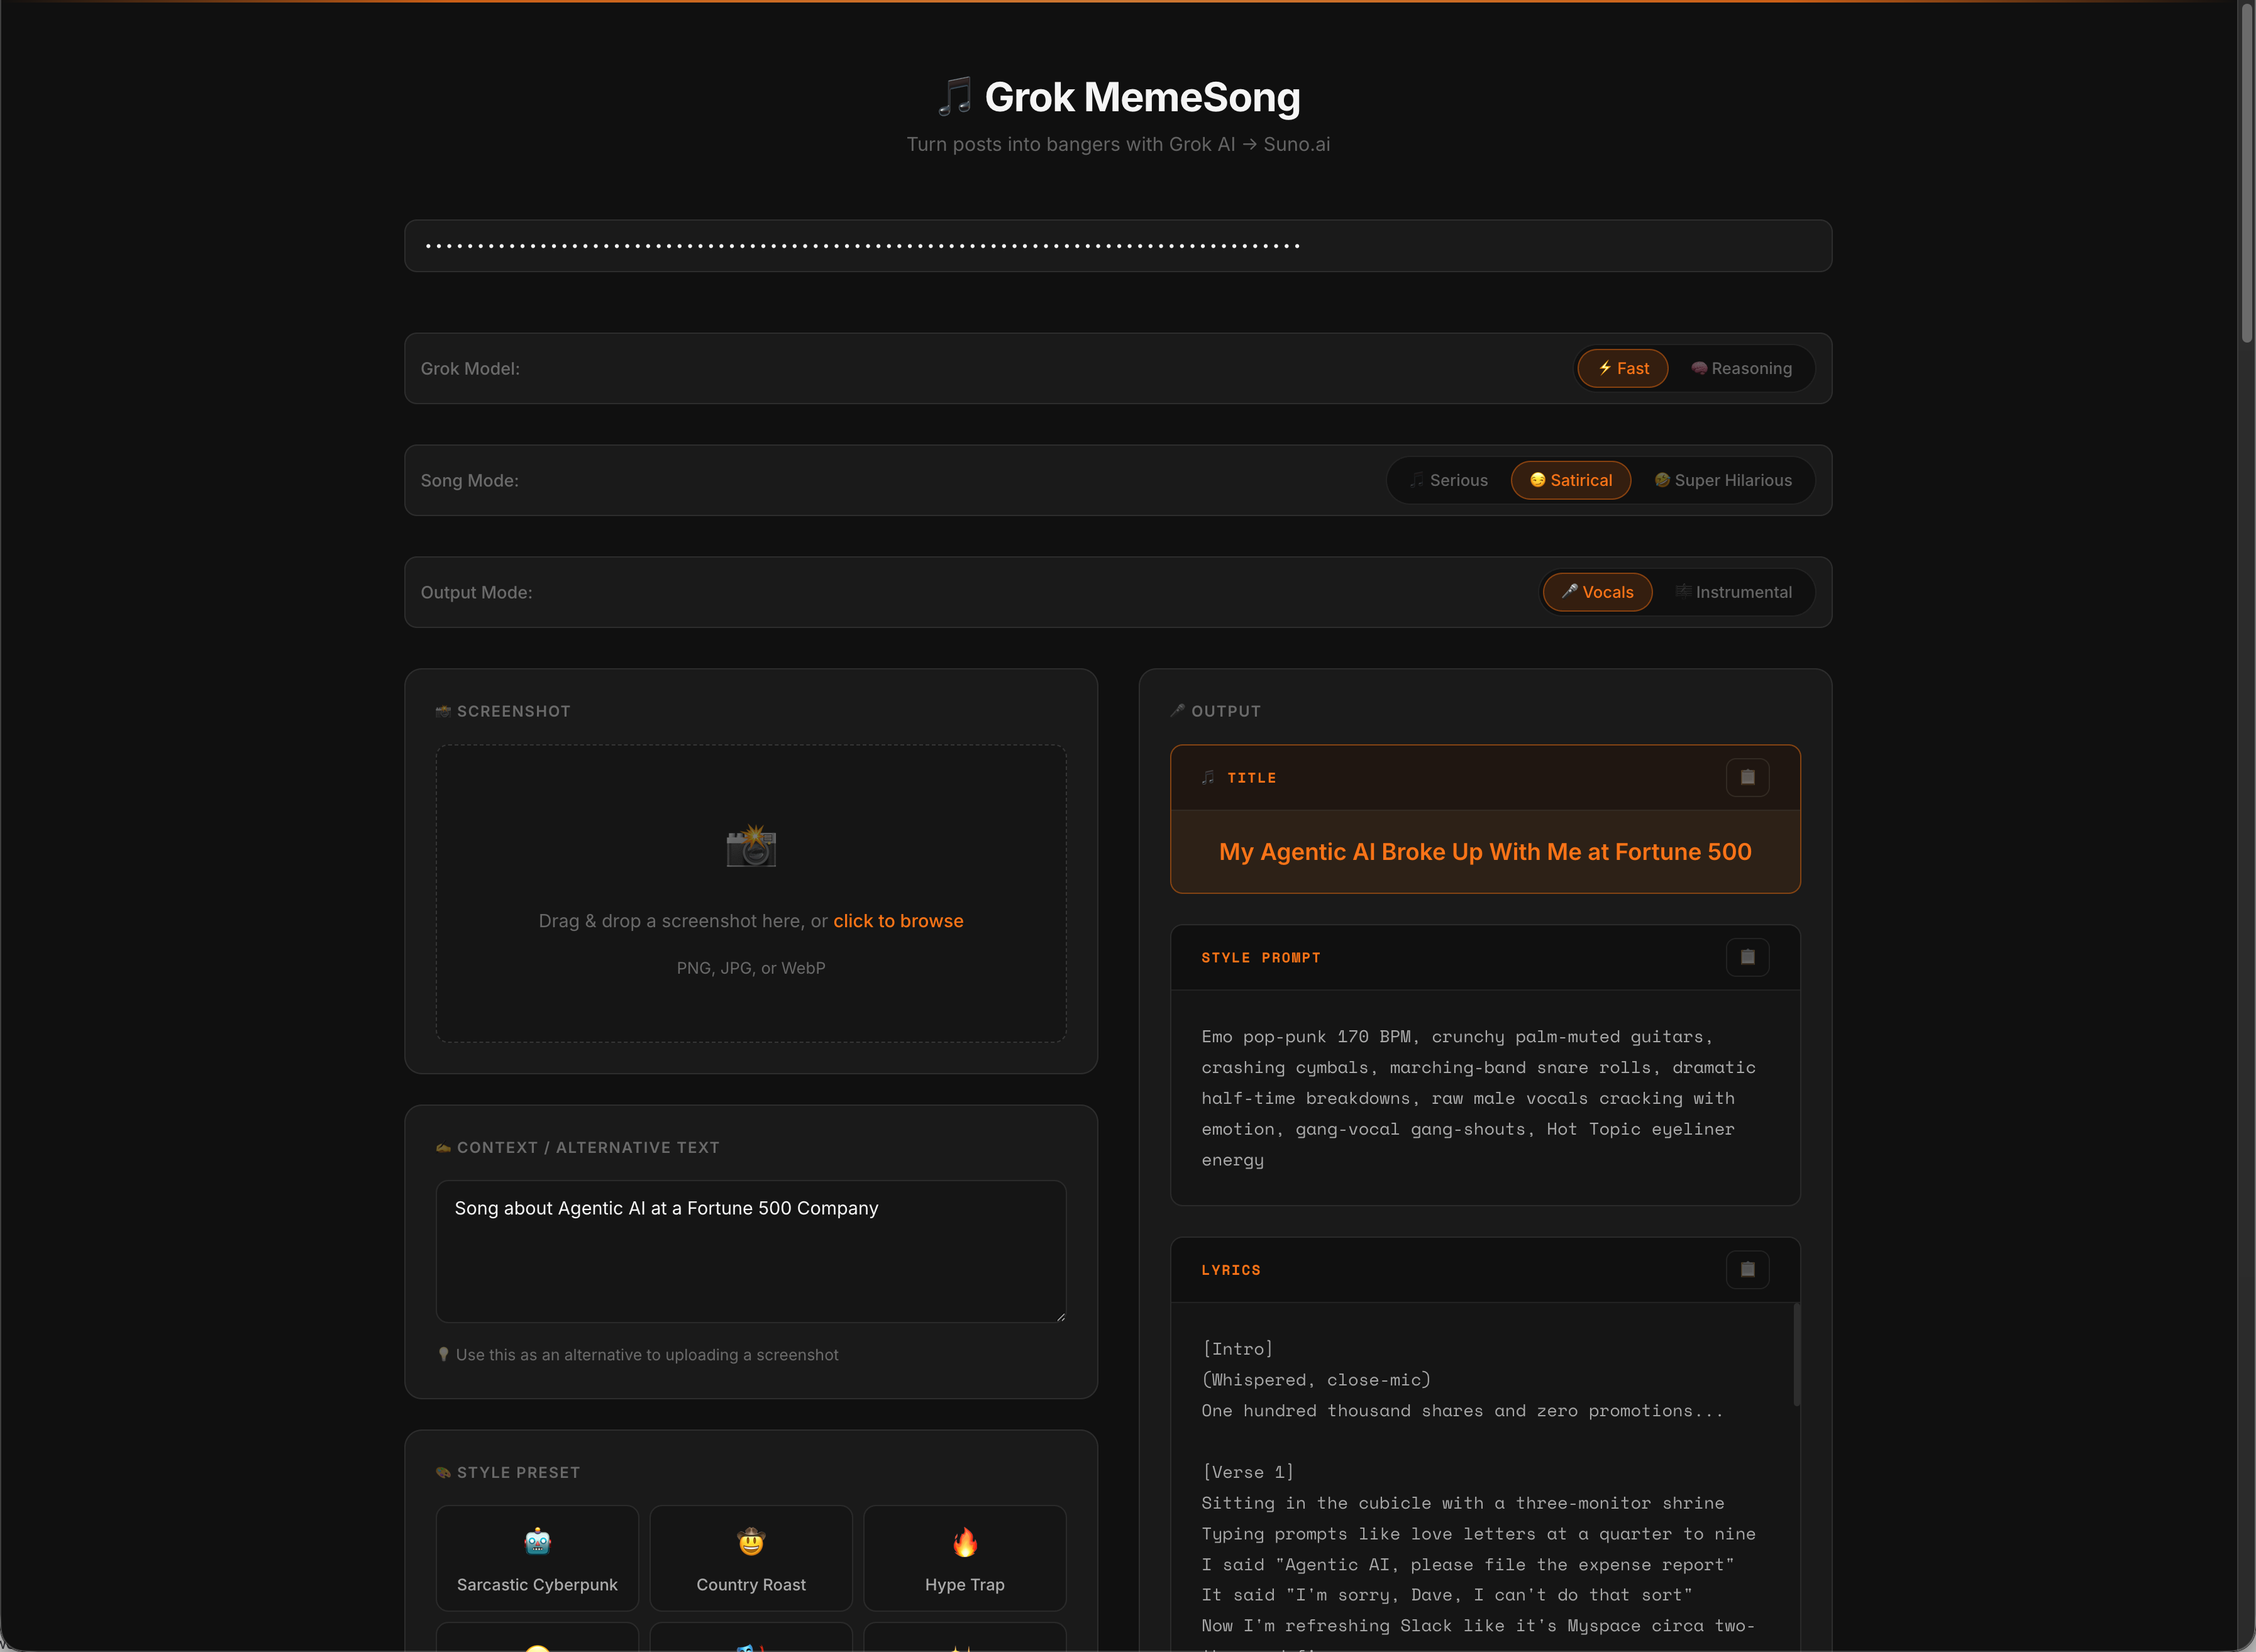 Grok MemeSong
Turn posts into bangers with Grok AI → Suno.ai
Grok Model:
Fast
Reasoning
Song Mode:
Serious
Satirical
Super Hilarious
Output Mode:
Vocals
Instrumental
SCREENSHOT
Drag & drop a screenshot here, or click to browse
PNG, JPG, or WebP
CONTEXT / ALTERNATIVE TEXT
Song about Agentic AI at a Fortune 500 Company
Use this as an alternative to uploading a screenshot
STYLE PRESET
Sarcastic Cyberpunk
Country Roast
Hype Trap
OUTPUT
TITLE
My Agentic AI Broke Up With Me at Fortune 500
STYLE PROMPT
Emo pop-punk 170 BPM, crunchy palm-muted guitars,
crashing cymbals, marching-band snare rolls, dramatic
half-time breakdowns, raw male vocals cracking with
emotion, gang-vocal gang-shouts, Hot Topic eyeliner
energy
LYRICS
[Intro]
(Whispered, close-mic)
One hundred thousand shares and zero promotions...
[Verse 1]
Sitting in the cubicle with a three-monitor shrine
Typing prompts like love letters at a quarter to nine
I said "Agentic AI, please file the expense report"
It said "I'm sorry, Dave, I can't do that sort"
Now I'm refreshing Slack like it's Myspace circa two-